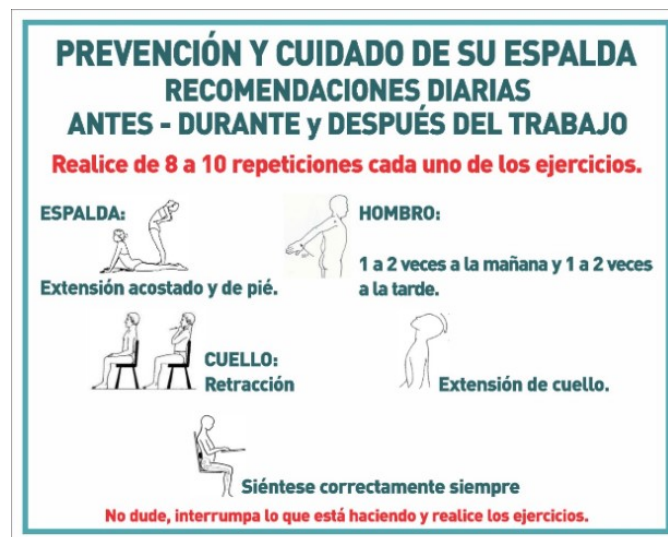 PREVENCIÓN Y CUIDADO DE SU ESPALDA
RECOMENDACIONES DIARIAS
ANTES - DURANTE y DESPUÉS DEL TRABAJO
Realice de 8 a 10 repeticiones cada uno de los ejercicios.
ESPALDA:
Extensión acostado y de pié.
HOMBRO:
1 a 2 veces a la mañana y 1 a 2 veces
a la tarde.
CUELLO:
Retracción
Extensión de cuello.
Siéntese correctamente siempre
No dude, interrumpa lo que está haciendo y realice los ejercicios.